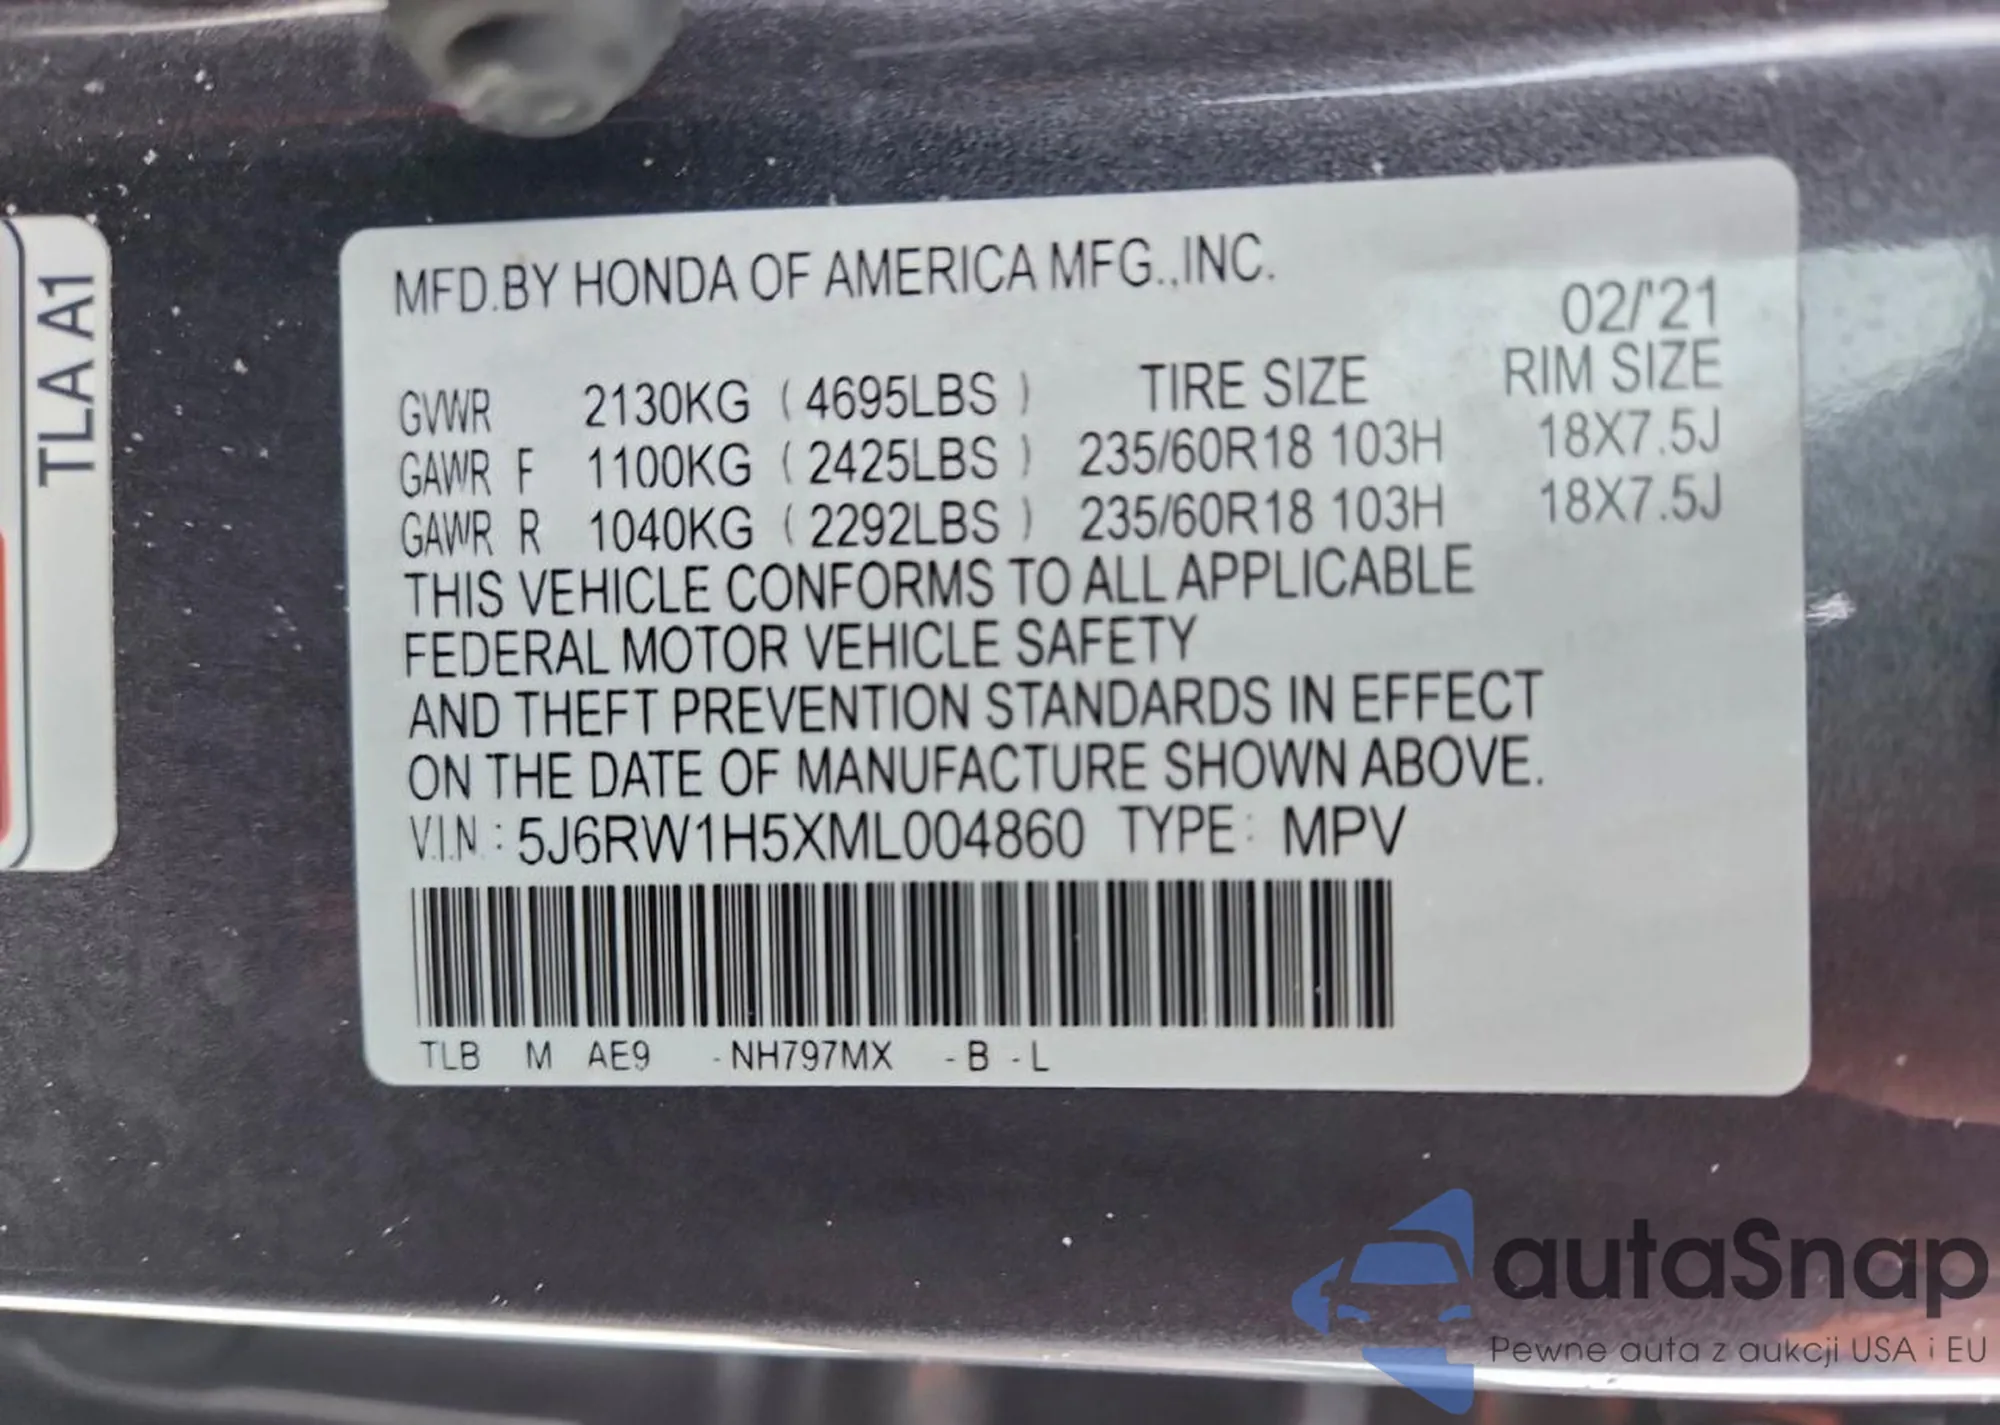 TLA A1
MFD.BY HONDA OF AMERICA MFG.,INC.
02/'21
GVWR 2130KG (4695LBS) TIRE SIZE RIM SIZE
GAWR F 1100KG (2425LBS) 235/60R18 103H 18X7.5J
GAWR R 1040KG (2292LBS) 235/60R18 103H 18X7.5J
THIS VEHICLE CONFORMS TO ALL APPLICABLE
FEDERAL MOTOR VEHICLE SAFETY
AND THEFT PREVENTION STANDARDS IN EFFECT
ON THE DATE OF MANUFACTURE SHOWN ABOVE.
V.I.N.: 5J6RW1H5XML004860 TYPE: MPV
TLB M AE9 -NH797MX -B -L
autaSnap
Pewne auta z aukcji USA i EU